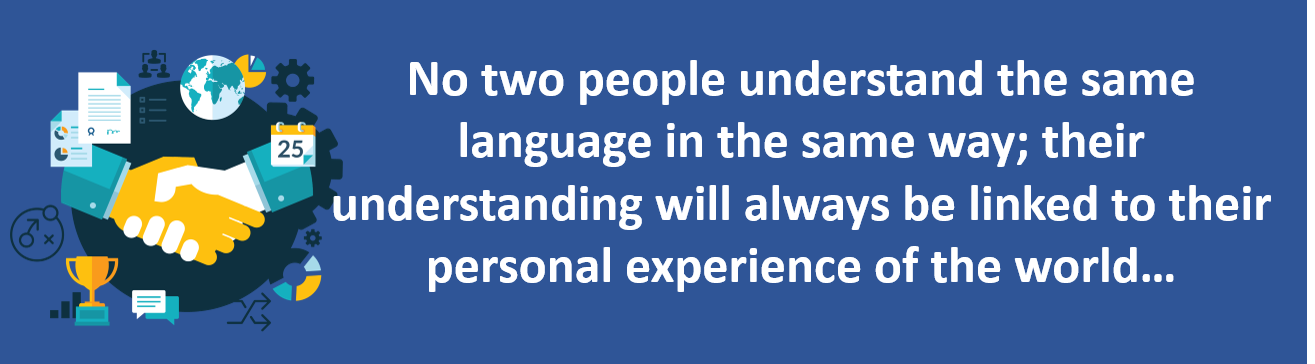 No two people understand the same
language in the same way; their
understanding will always be linked to their
personal experience of the world...
25